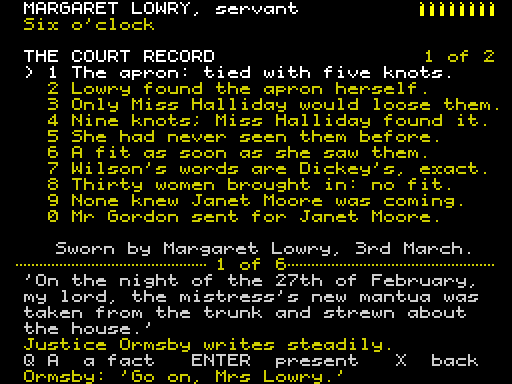 MARGARET LOWRY, servant
Six o'clock
THE COURT RECORD 1 of 2
> 1 The apron: tied with five knots.
2 Lowry found the apron herself.
3 Only Miss Halliday would loose them.
4 Nine knots; Miss Halliday found it.
5 She had never seen them before.
6 A fit as soon as she saw them.
7 Wilson's words are Dickey's, exact.
8 Thirty women brought in: no fit.
9 None knew Janet Moore was coming.
0 Mr Gordon sent for Janet Moore.
Sworn by Margaret Lowry, 3rd March.
1 of 6
'On the night of the 27th of February,
my lord, the mistress's new mantua was
taken from the trunk and strewn about
the house.'
Justice Ormsby writes steadily.
Q A a fact ENTER present X back
Ormsby: 'Go on, Mrs Lowry.'